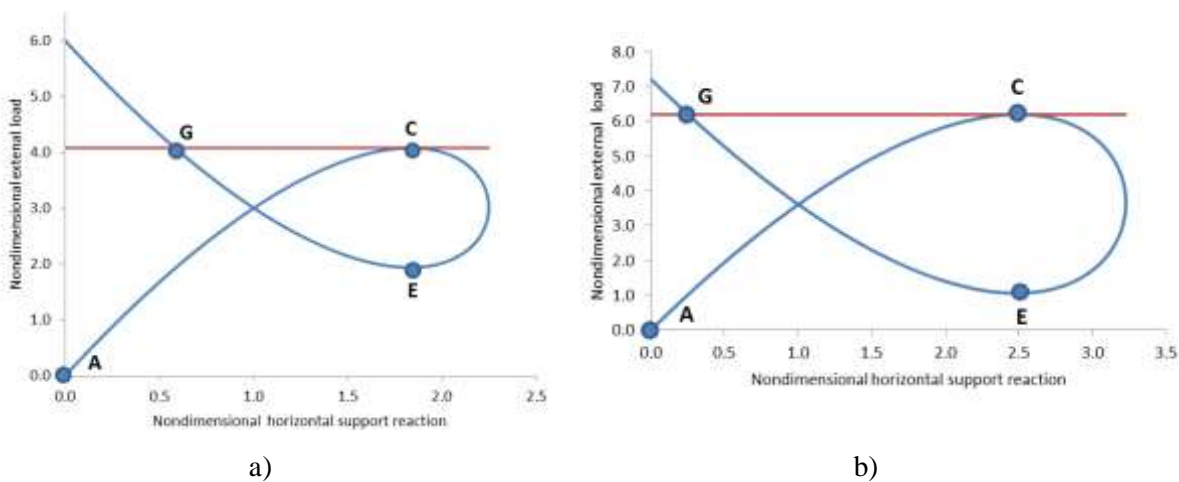 Nondimensional extenal load
6.0
5.0
4.0
3.0
2.0
1.0
0.0
G
C
E
A
0.0 0.5 1.0 1.5 2.0 2.5
Nondimensional horizontal support reaction
a)
Nondimensional external load
8.0
7.0
6.0
5.0
4.0
3.0
2.0
1.0
0.0
G
C
A
E
0.0 0.5 1.0 1.5 2.0 2.5 3.0 3.5
Nondimensional horizontal support reaction
b)